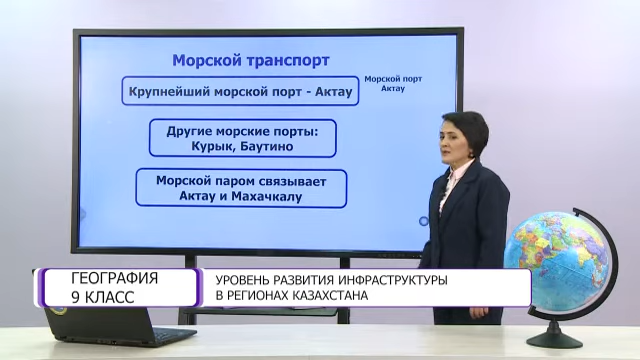 Морской транспорт
Крупнейший морской порт - Актау
Морской порт
Актау
Другие морские порты:
Курык, Баутино
Морской паром связывает
Актау и Махачкалу
ГЕОГРАФИЯ
9 КЛАСС
УРОВЕНЬ РАЗВИТИЯ ИНФРАСТРУКТУРЫ
В РЕГИОНАХ КАЗАХСТАНА